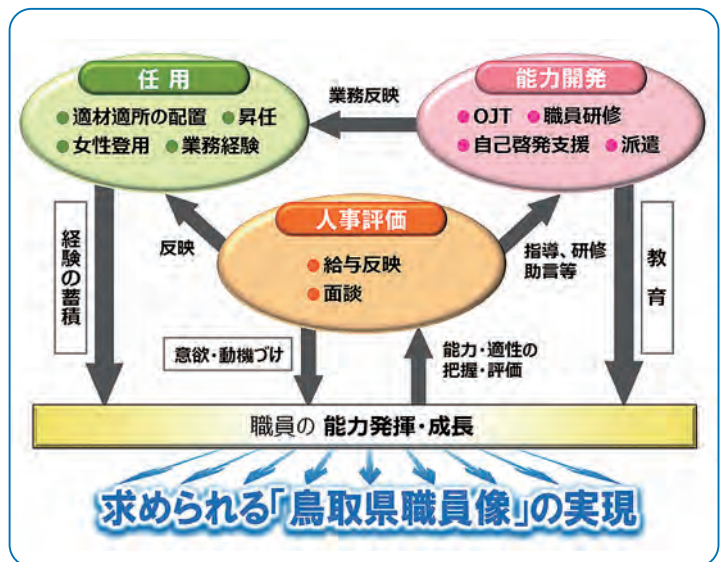 任用
●適材適所の配置 ●昇任
●女性登用 ●業務経験
業務反映
能力開発
●OJT ●職員研修
●自己啓発支援 ●派遣
人事評価
●給与反映
●面談
反映
指導、研修
助言等
経験の蓄積
教育
意欲・動機づけ
能力・適性の
把握・評価
職員の 能力発揮・成長
求められる「鳥取県職員像」の実現